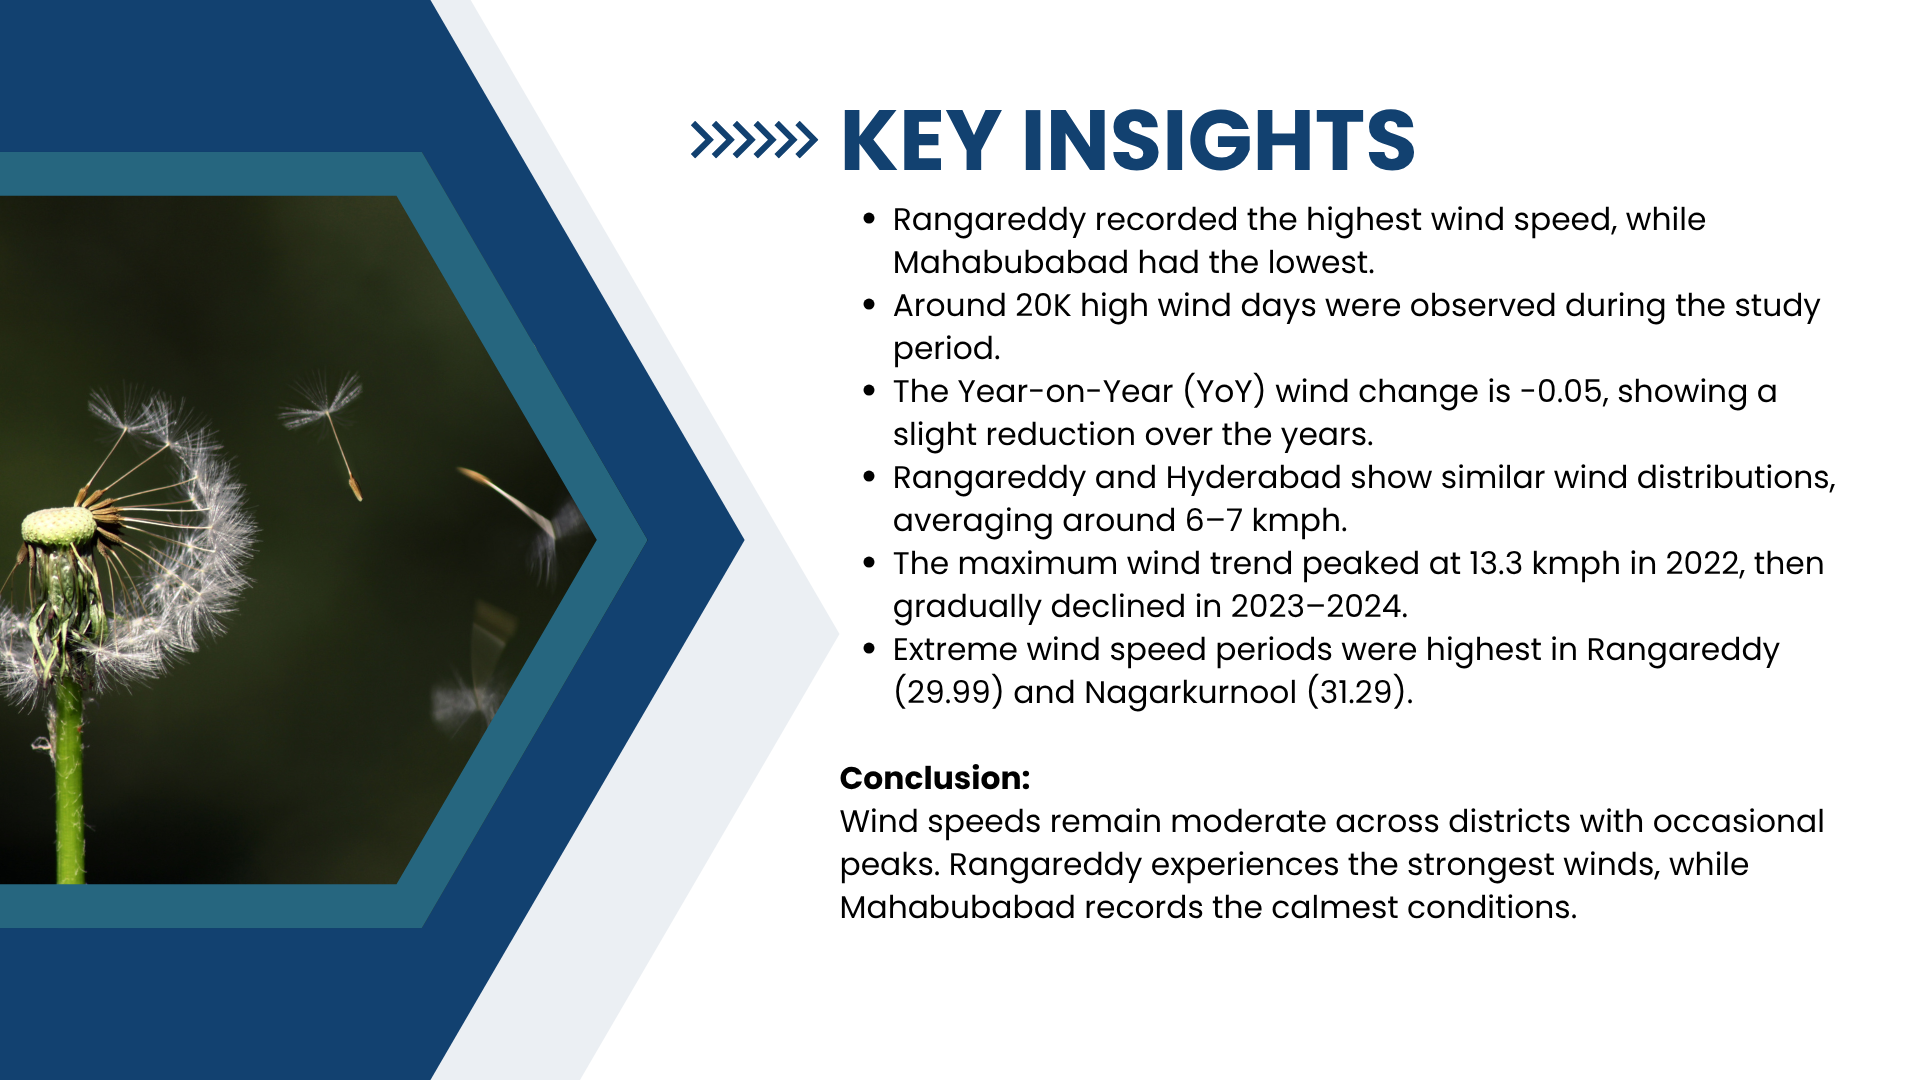 KEY INSIGHTS
• Rangareddy recorded the highest wind speed, while
Mahabubabad had the lowest.
• Around 20K high wind days were observed during the study
period.
• The Year-on-Year (YoY) wind change is -0.05, showing a
slight reduction over the years.
• Rangareddy and Hyderabad show similar wind distributions,
averaging around 6–7 kmph.
• The maximum wind trend peaked at 13.3 kmph in 2022, then
gradually declined in 2023–2024.
• Extreme wind speed periods were highest in Rangareddy
(29.99) and Nagarkurnool (31.29).
Conclusion:
Wind speeds remain moderate across districts with occasional
peaks. Rangareddy experiences the strongest winds, while
Mahabubabad records the calmest conditions.